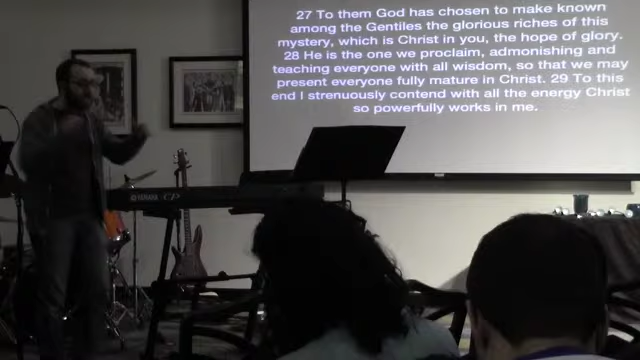 27 To them God has chosen to make known
among the Gentiles the glorious riches of this
mystery, which is Christ in you, the hope of glory.
28 He is the one we proclaim, admonishing and
teaching everyone with all wisdom, so that we may
present everyone fully mature in Christ. 29 To this
end I strenuously contend with all the energy Christ
so powerfully works in me.
YAMAHA CP